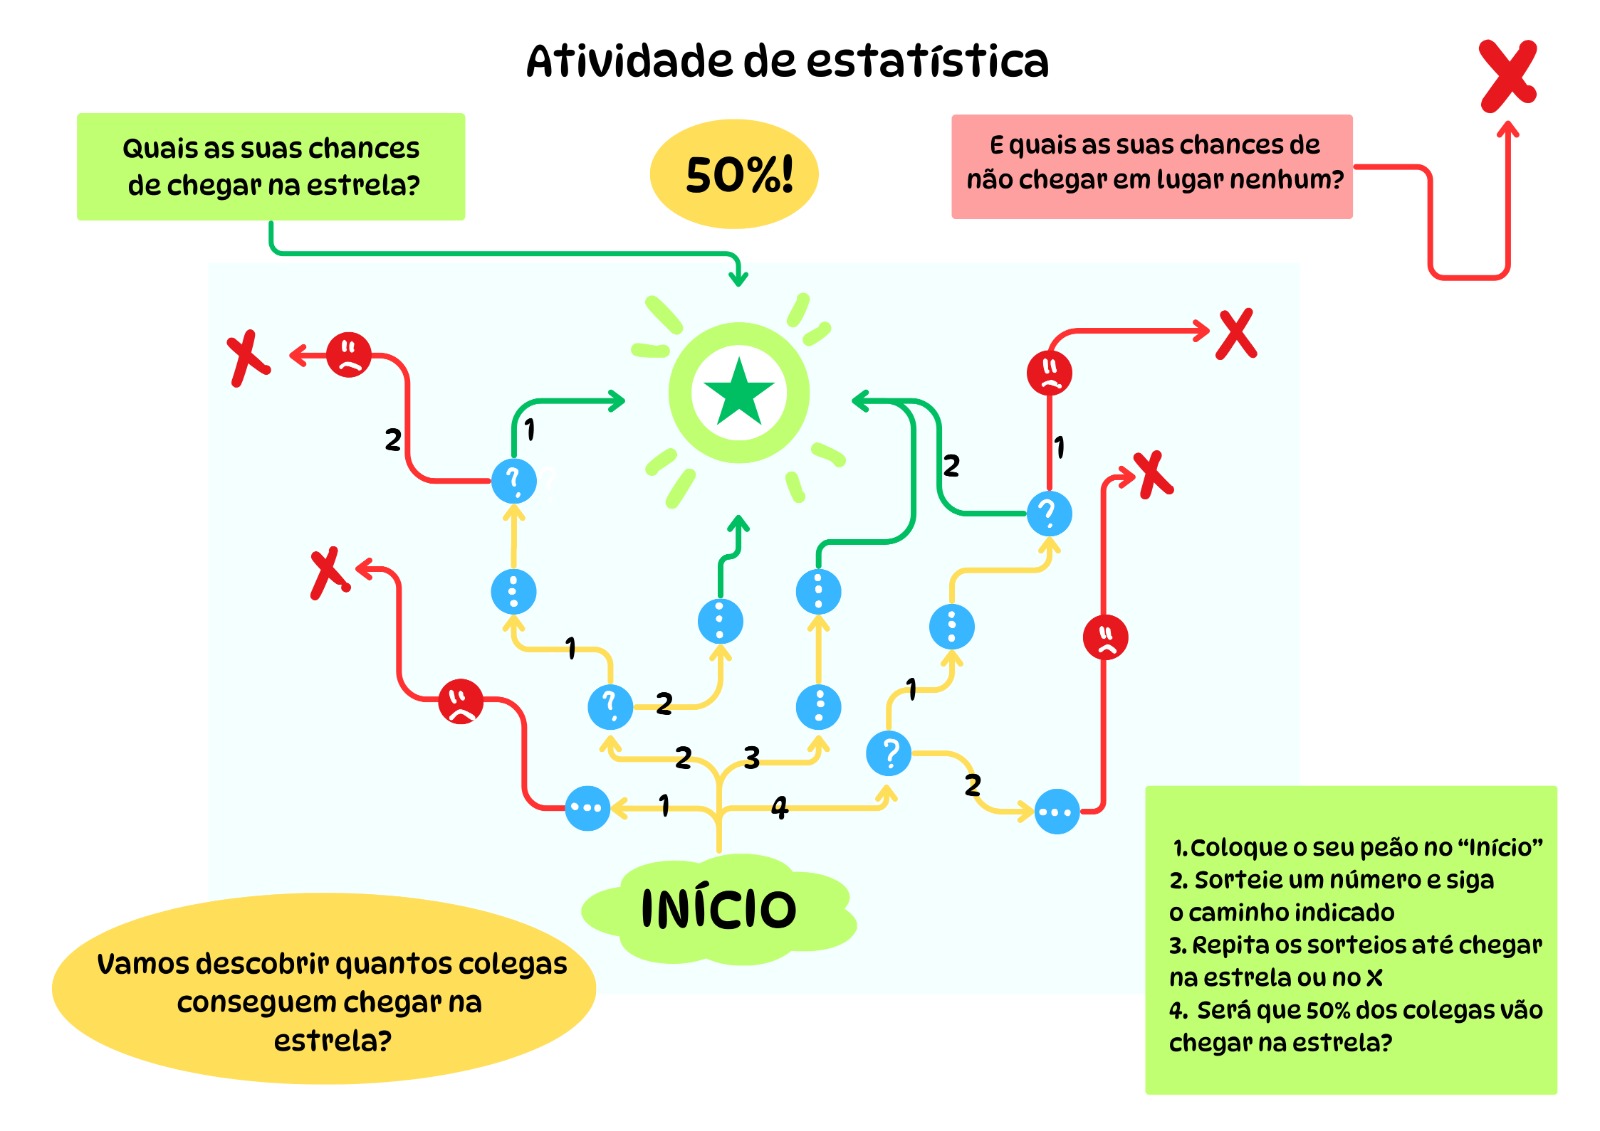 Atividade de estatística
Quais as suas chances
de chegar na estrela?
50%!
E quais as suas chances de
não chegar em lugar nenhum?
2
1
?
2
1
?
1
2
?
2
3
1
4
1
?
2
INÍCIO
Vamos descobrir quantos colegas
conseguem chegar na
estrela?
1. Coloque o seu peão no “Início”
2. Sorteie um número e siga
o caminho indicado
3. Repita os sorteios até chegar
na estrela ou no X
4. Será que 50% dos colegas vão
chegar na estrela?